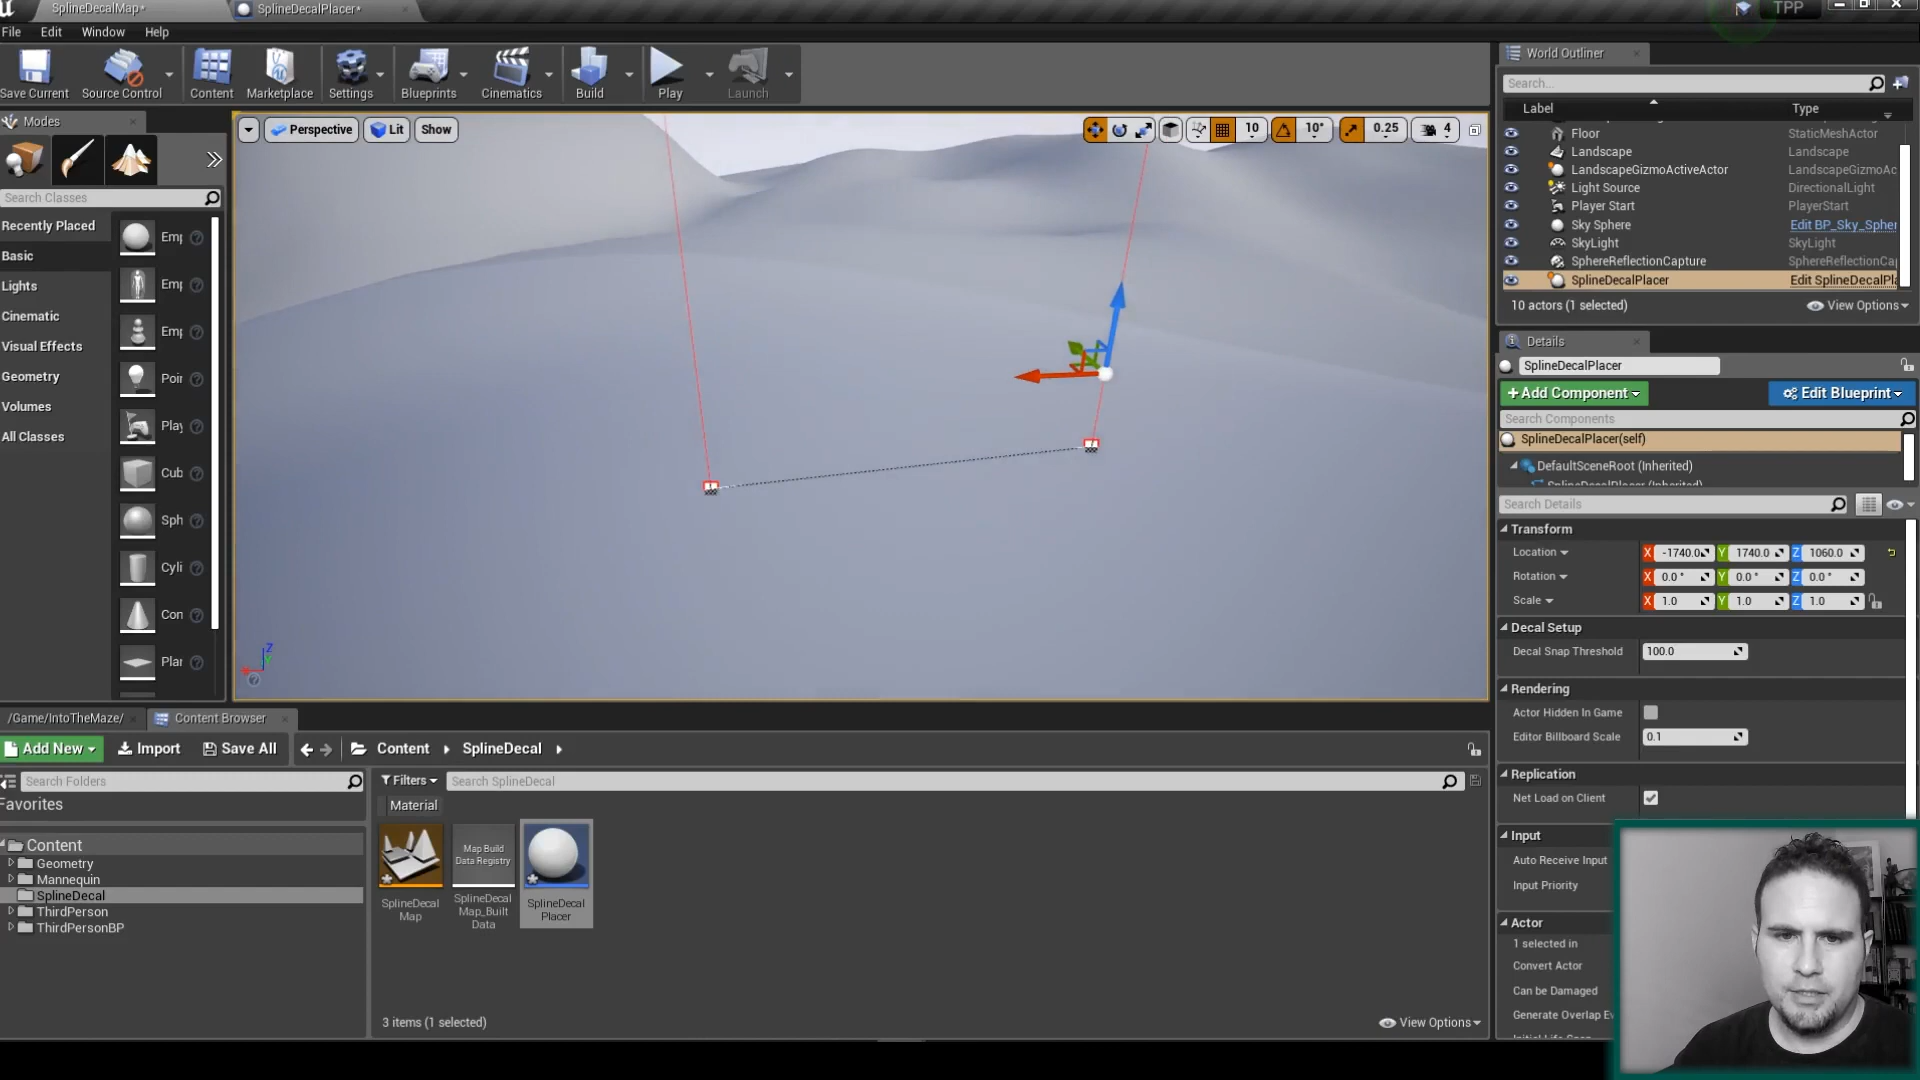 SplineDecalMap*
SplineDecalPlacer*
TPP
File Edit Window Help
Save Current
Source Control
Content
Marketplace
Settings
Blueprints
Cinematics
Build
Play
Launch
Modes
Search Classes
Recently Placed
Basic
Lights
Cinematic
Visual Effects
Geometry
Volumes
All Classes
Emp
Emp
Emp
Poin
Play
Cub
Sph
Cyli
Con
Plan
Perspective
Lit
Show
10
10°
0.25
4
World Outliner
Search...
Label
Type
Floor StaticMeshActor
Landscape Landscape
LandscapeGizmoActiveActor LandscapeGizmoAc
Light Source DirectionalLight
Player Start PlayerStart
Sky Sphere Edit BP_Sky_Spher
SkyLight SkyLight
SphereReflectionCapture SphereReflectionCap
SplineDecalPlacer Edit SplineDecalPla
10 actors (1 selected)
View Options
Details
SplineDecalPlacer
+Add Component
Edit Blueprint
Search Components
SplineDecalPlacer(self)
DefaultSceneRoot (Inherited)
SplineDecalPlacer (Inherited)
Search Details
Transform
Location X -1740.0 Y 1740.0 Z 1060.0
Rotation X 0.0 ° Y 0.0 ° Z 0.0 °
Scale X 1.0 Y 1.0 Z 1.0
Decal Setup
Decal Snap Threshold 100.0
Rendering
Actor Hidden In Game
Editor Billboard Scale 0.1
Replication
Net Load on Client
Input
Auto Receive Input
Input Priority
Actor
1 selected in
Convert Actor
Can be Damaged
Generate Overlap Ev
Initial Life Span
Z
/Game/IntoTheMaze/
Content Browser
Add New
Import
Save All
Content
SplineDecal
Search Folders
Favorites
Content
Geometry
Mannequin
SplineDecal
ThirdPerson
ThirdPersonBP
Filters
Search SplineDecal
Material
Map Build
Data Registry
SplineDecal
Map
SplineDecal
Map_Built
Data
SplineDecal
Placer
3 items (1 selected)
View Options